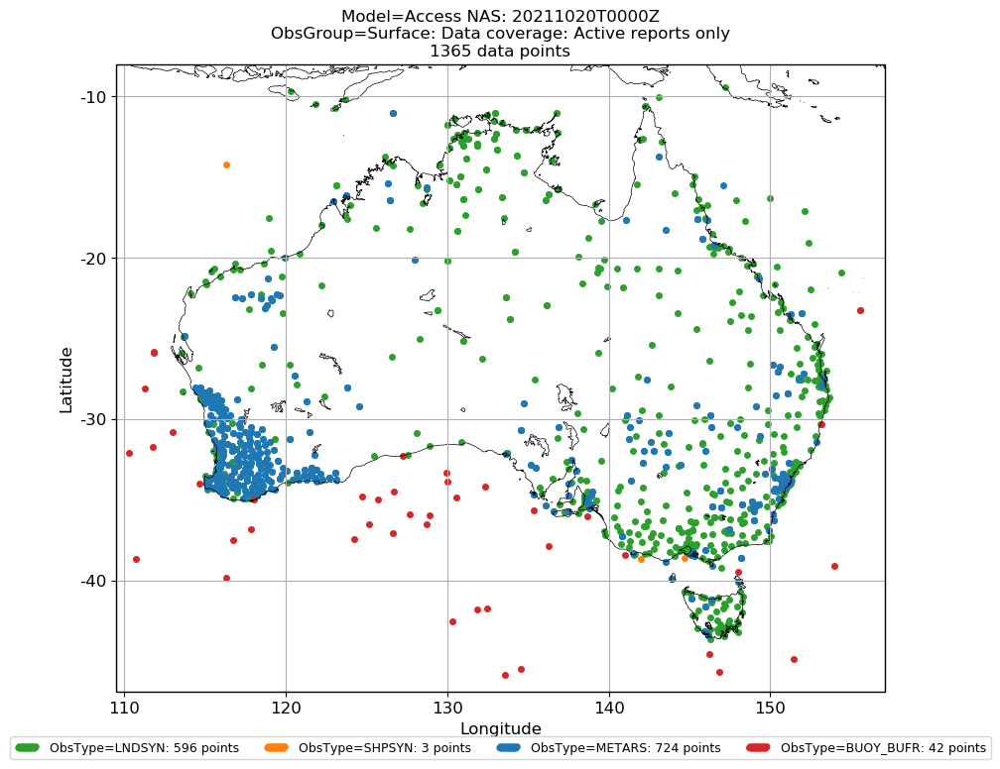 Model=Access NAS: 20211020T0000Z
ObsGroup=Surface: Data coverage: Active reports only
1365 data points
-10
-20
-30
-40
Latitude
110 120 130 140 150
Longitude
ObsType=LNDSYN: 596 points ObsType=SHPSYN: 3 points ObsType=METARS: 724 points ObsType=BUOY_BUFR: 42 points